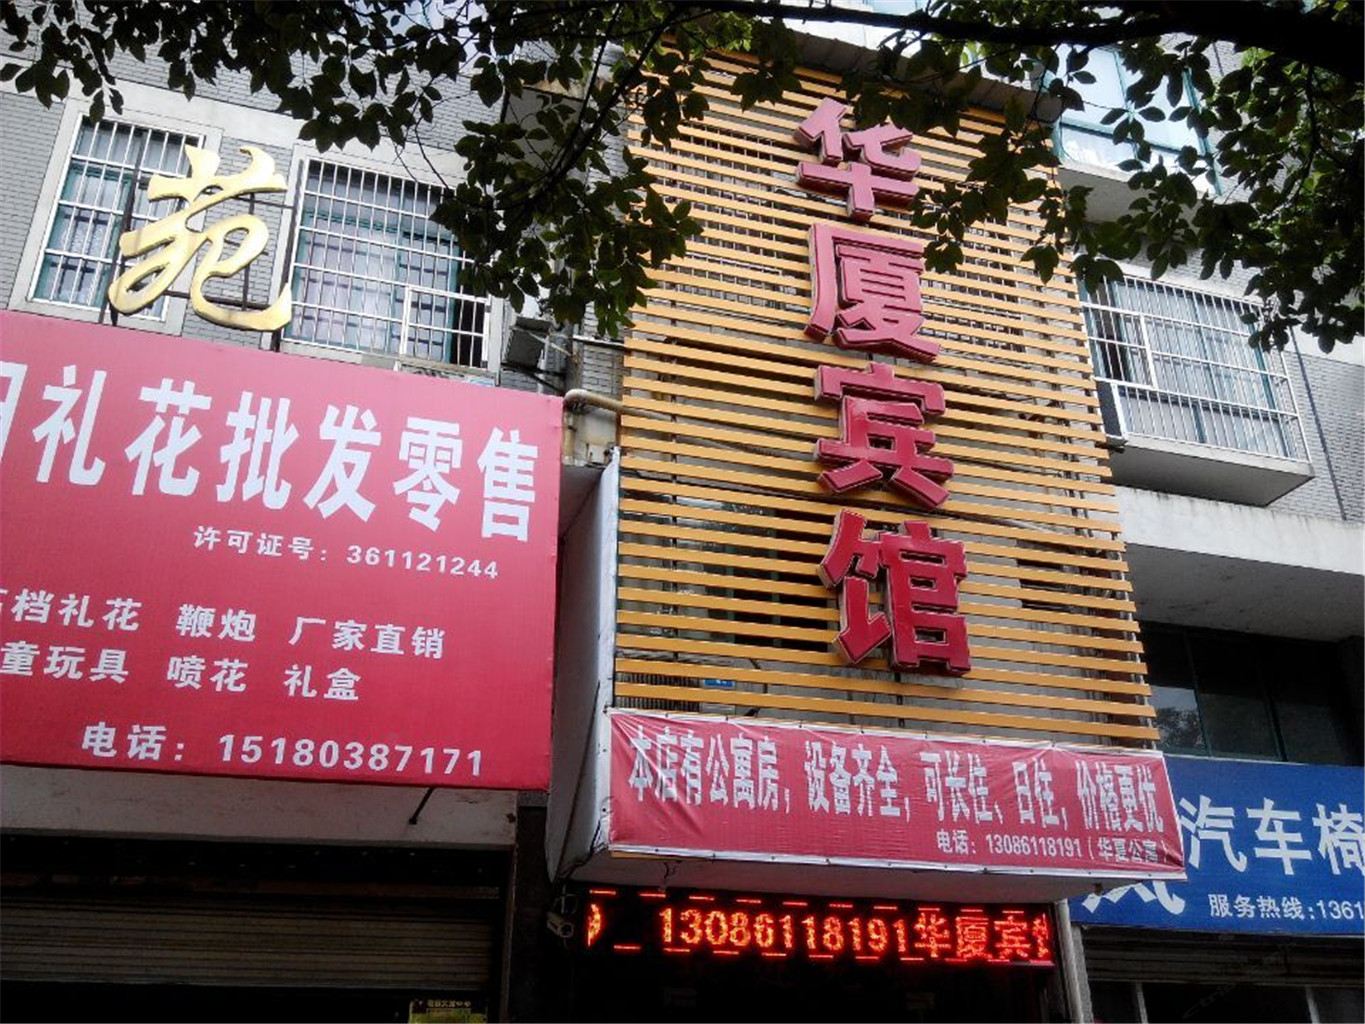 苑
礼花批发零售
许可证号：361121244
档礼花 鞭炮 厂家直销
童玩具 喷花 礼盒
电话：15180387171
华厦宾馆
本店有公寓房，设备齐全，可长住、日住，价格更优
电话：13086118191（华夏公寓）
13086118191华厦宾馆
汽车椅
服务热线:1361